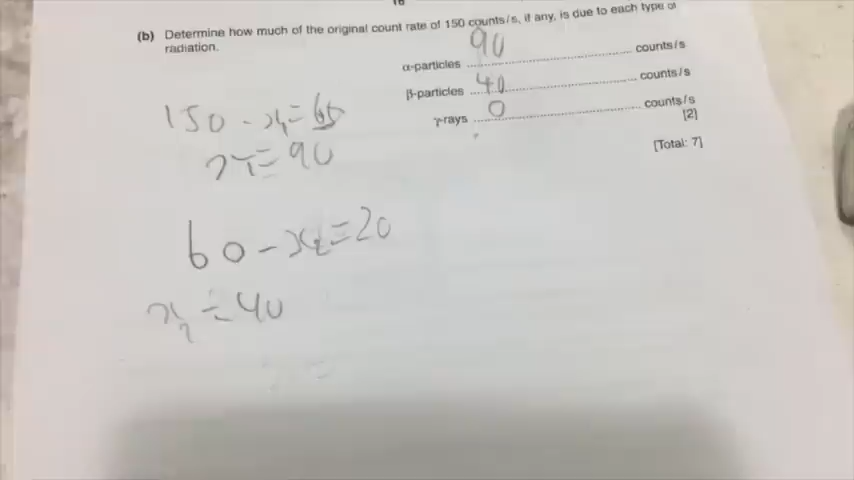 16
(b) Determine how much of the original count rate of 150 counts/s, if any, is due to each type of
radiation.
α-particles 90 counts/s
β-particles 40 counts/s
γ-rays 0 counts/s
[2]
[Total: 7]
150 - x₁ = 60
x₁ = 90
60 - x₂ = 20
x₂ = 40